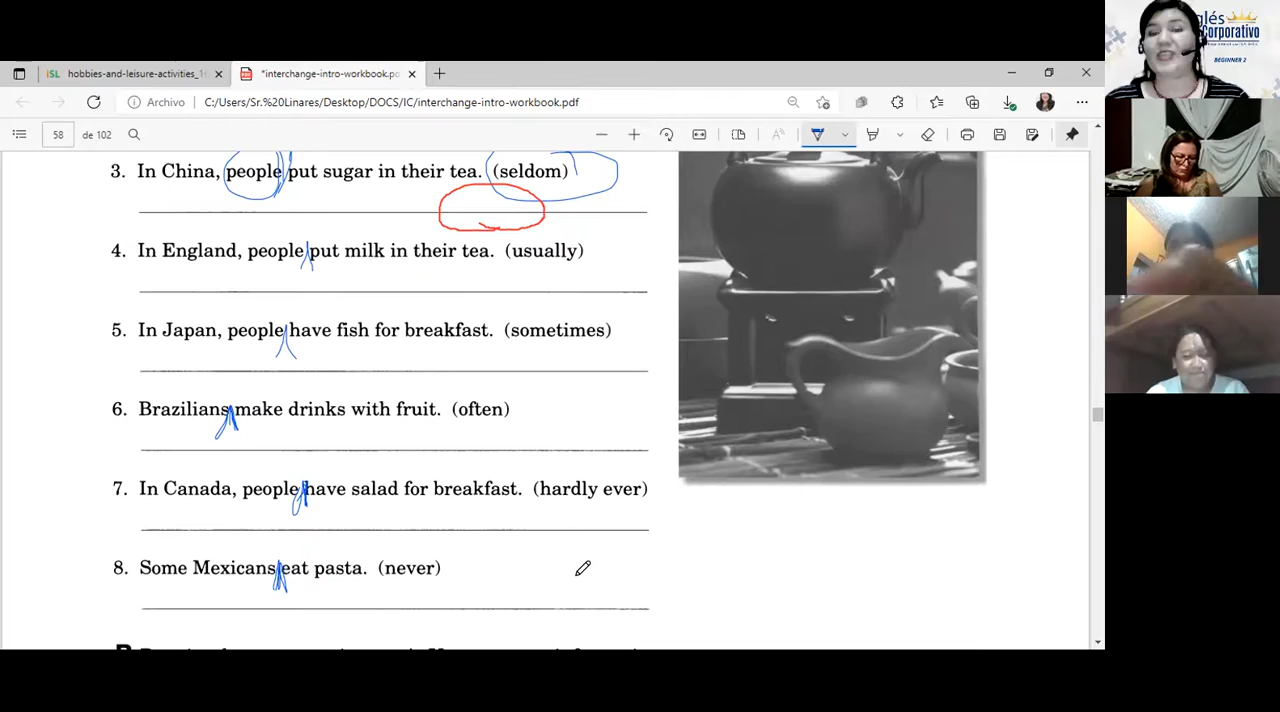 glés
Corporativo
BEGINNER 2
hobbies-and-leisure-activities_1
*interchange-intro-workbook.pd
Archivo
C:/Users/Sr.%20Linares/Desktop/DOCS/IC/interchange-intro-workbook.pdf
58 de 102
3. In China, people put sugar in their tea. (seldom)
4. In England, people put milk in their tea. (usually)
5. In Japan, people have fish for breakfast. (sometimes)
6. Brazilians make drinks with fruit. (often)
7. In Canada, people have salad for breakfast. (hardly ever)
8. Some Mexicans eat pasta. (never)